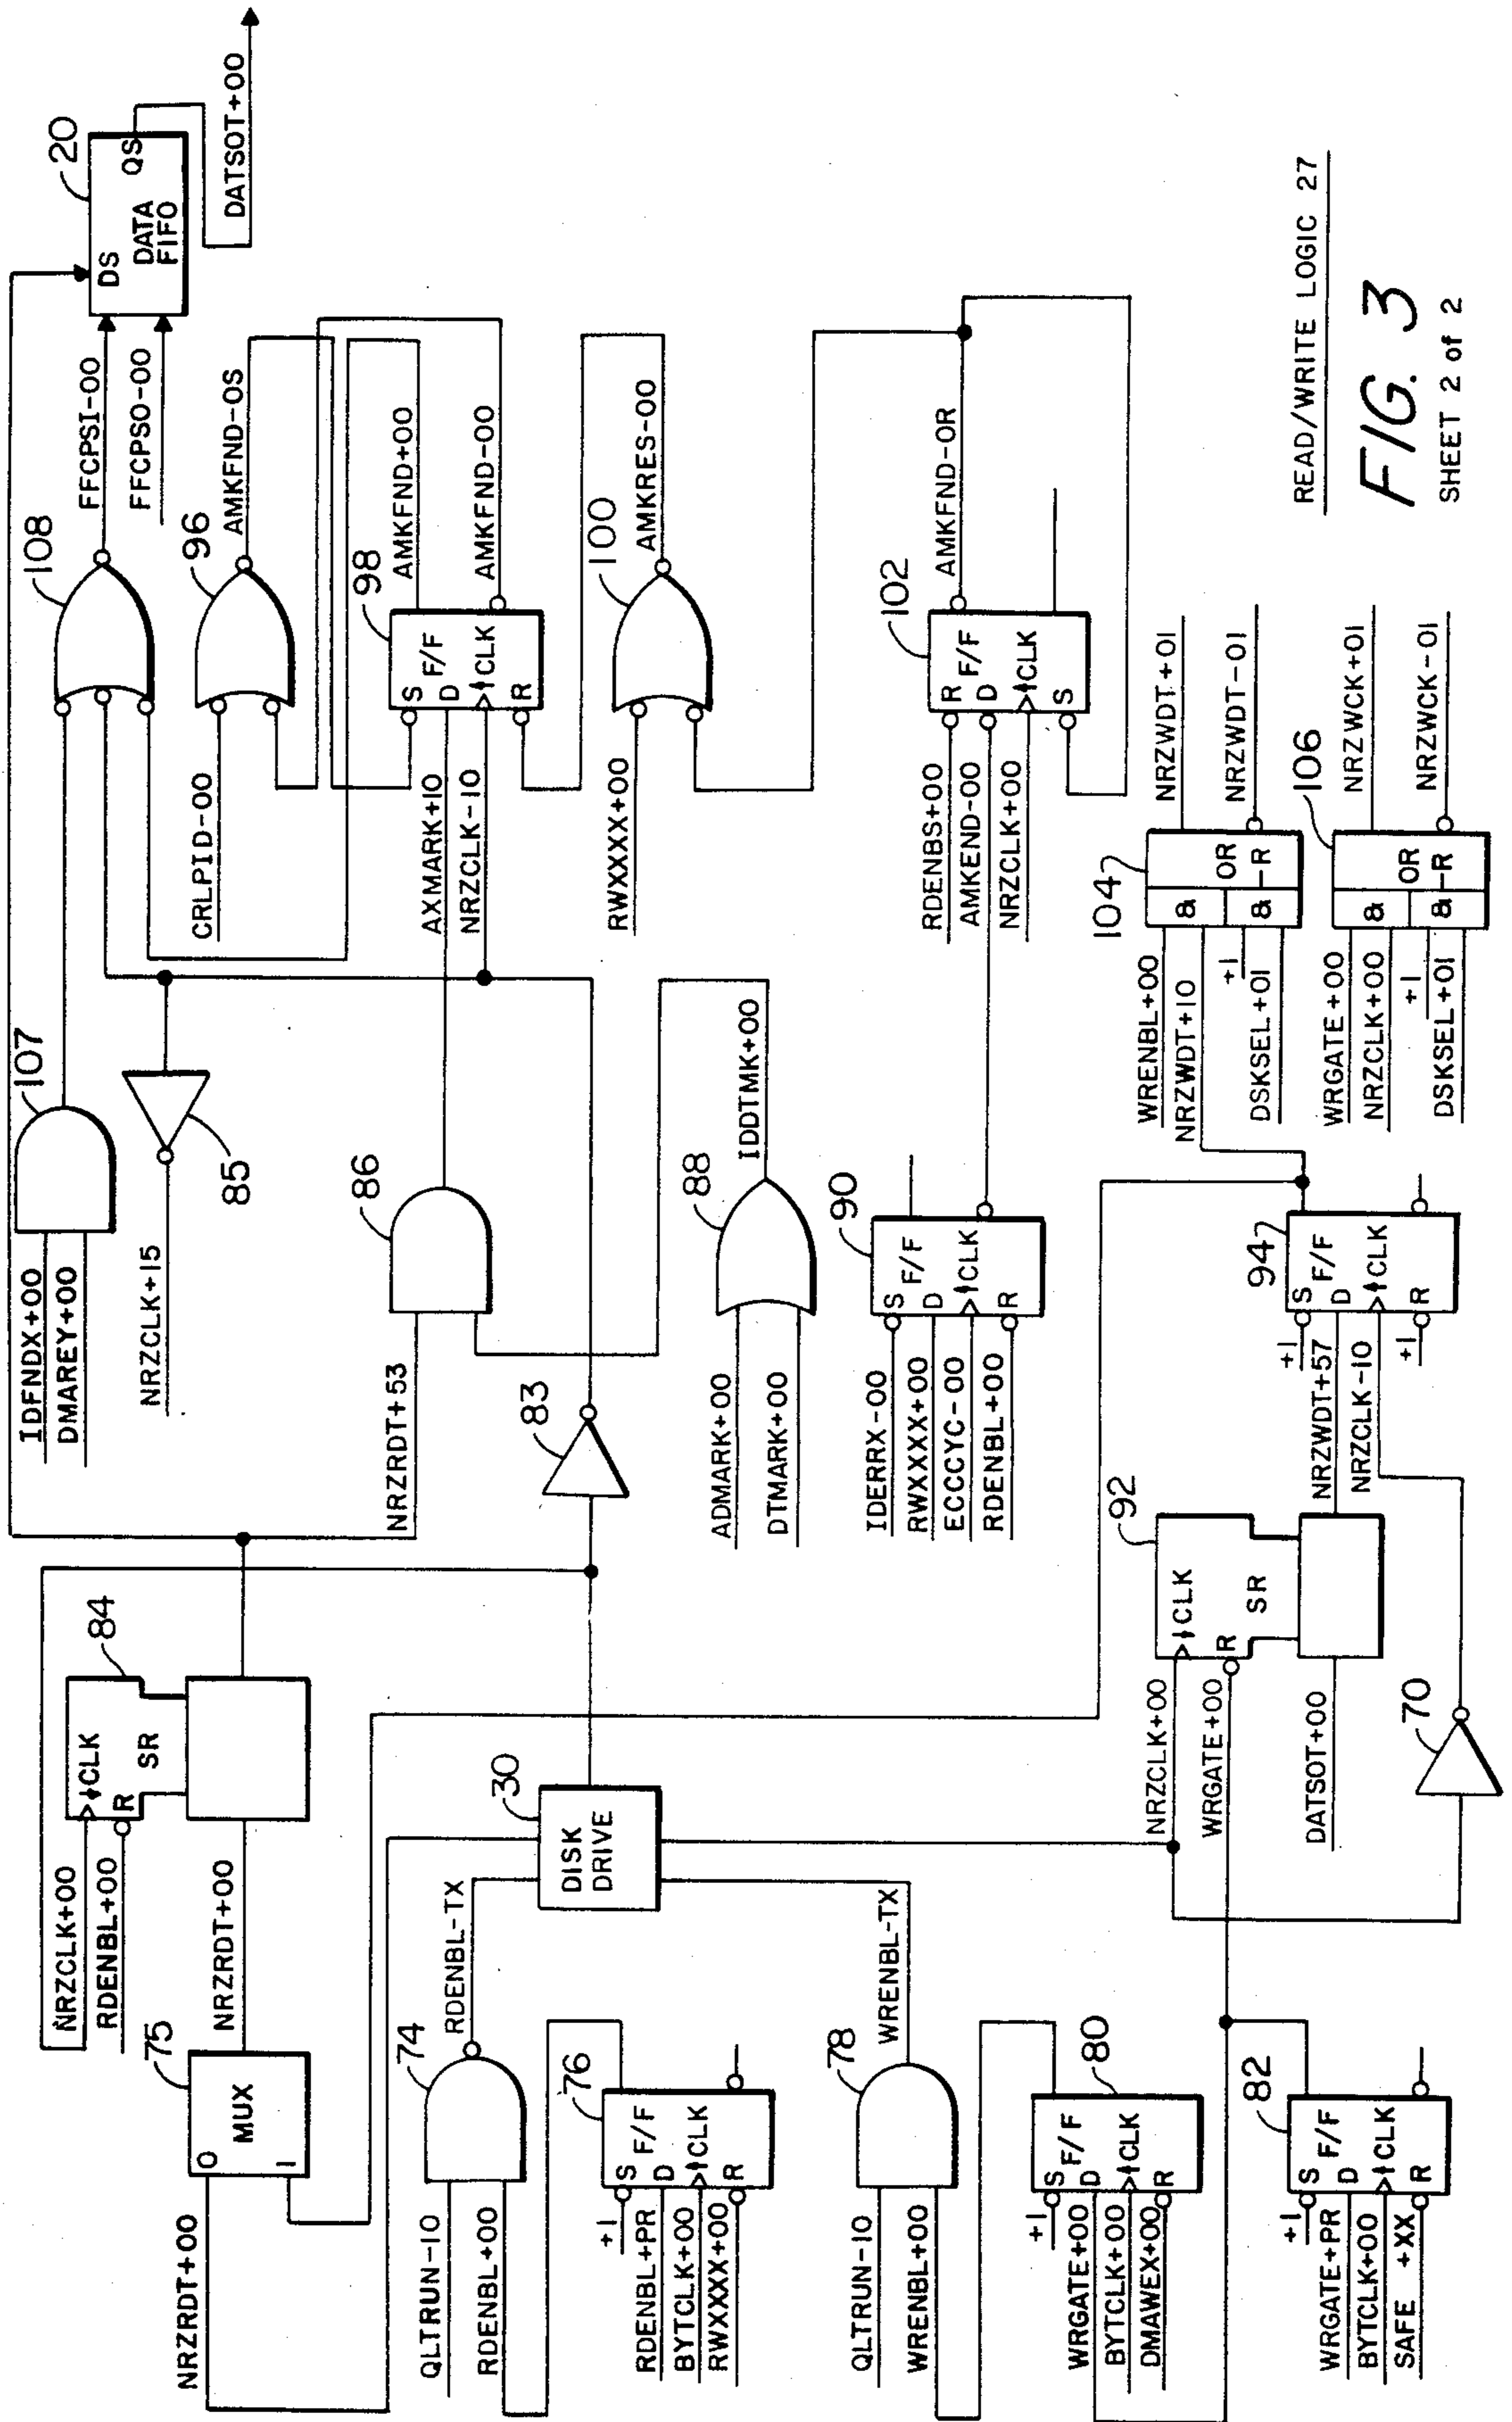 NRZRDT+00
75
0
MUX
1
NRZCLK+00
RDENBL+00
84
CLK
R
SR
NRZRDT+00
IDFNDX+00
DMAREY+00
107
NRZCLK+15
85
108
FFCPSI-00
FFCPSO-00
20
DS
QS
DATA
FIFO
DATSOT+00
QLTRUN-10
RDENBL+00
74
RDENBL-TX
30
DISK
DRIVE
NRZRDT+53
86
83
CRLPID-00
96
AMKFND-0S
AXMARK+10
NRZCLK-10
98
S
F/F
D
CLK
R
AMKFND+00
AMKFND-00
+1
RDENBL+PR
BYTCLK+00
RWXXXX+00
76
S
F/F
D
CLK
R
ADMARK+00
DTMARK+00
88
IDDTMK+00
RWXXXX+00
100
AMKRES-00
QLTRUN-10
WRENBL+00
78
WRENBL-TX
IDERRX-00
RWXXXX+00
ECCCYC-00
RDENBL+00
90
S
F/F
D
CLK
R
RDENBS+00
AMKEND-00
NRZCLK+00
102
R
F/F
D
CLK
S
AMKFND-0R
+1
WRGATE+00
BYTCLK+00
DMAWEX+00
80
S
F/F
D
CLK
R
NRZCLK+00
WRGATE+00
DATSOT+00
92
CLK
R
SR
NRZWDT+57
NRZCLK-10
70
+1
94
S
F/F
D
CLK
R
+1
WRENBL+00
NRZWDT+10
+1
DSKSEL+01
104
&
OR
&
R
NRZWDT+01
NRZWDT-01
+1
WRGATE+PR
BYTCLK+00
SAFE +XX
82
S
F/F
D
CLK
R
WRGATE+00
NRZCLK+00
+1
DSKSEL+01
106
&
OR
&
R
NRZWCK+01
NRZWCK-01
READ/WRITE LOGIC 27
FIG. 3
SHEET 2 of 2